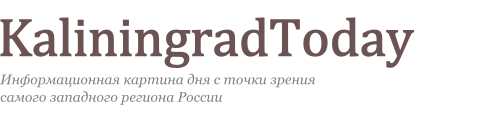 KaliningradToday
Информационная картина дня с точки зрения
самого западного региона России